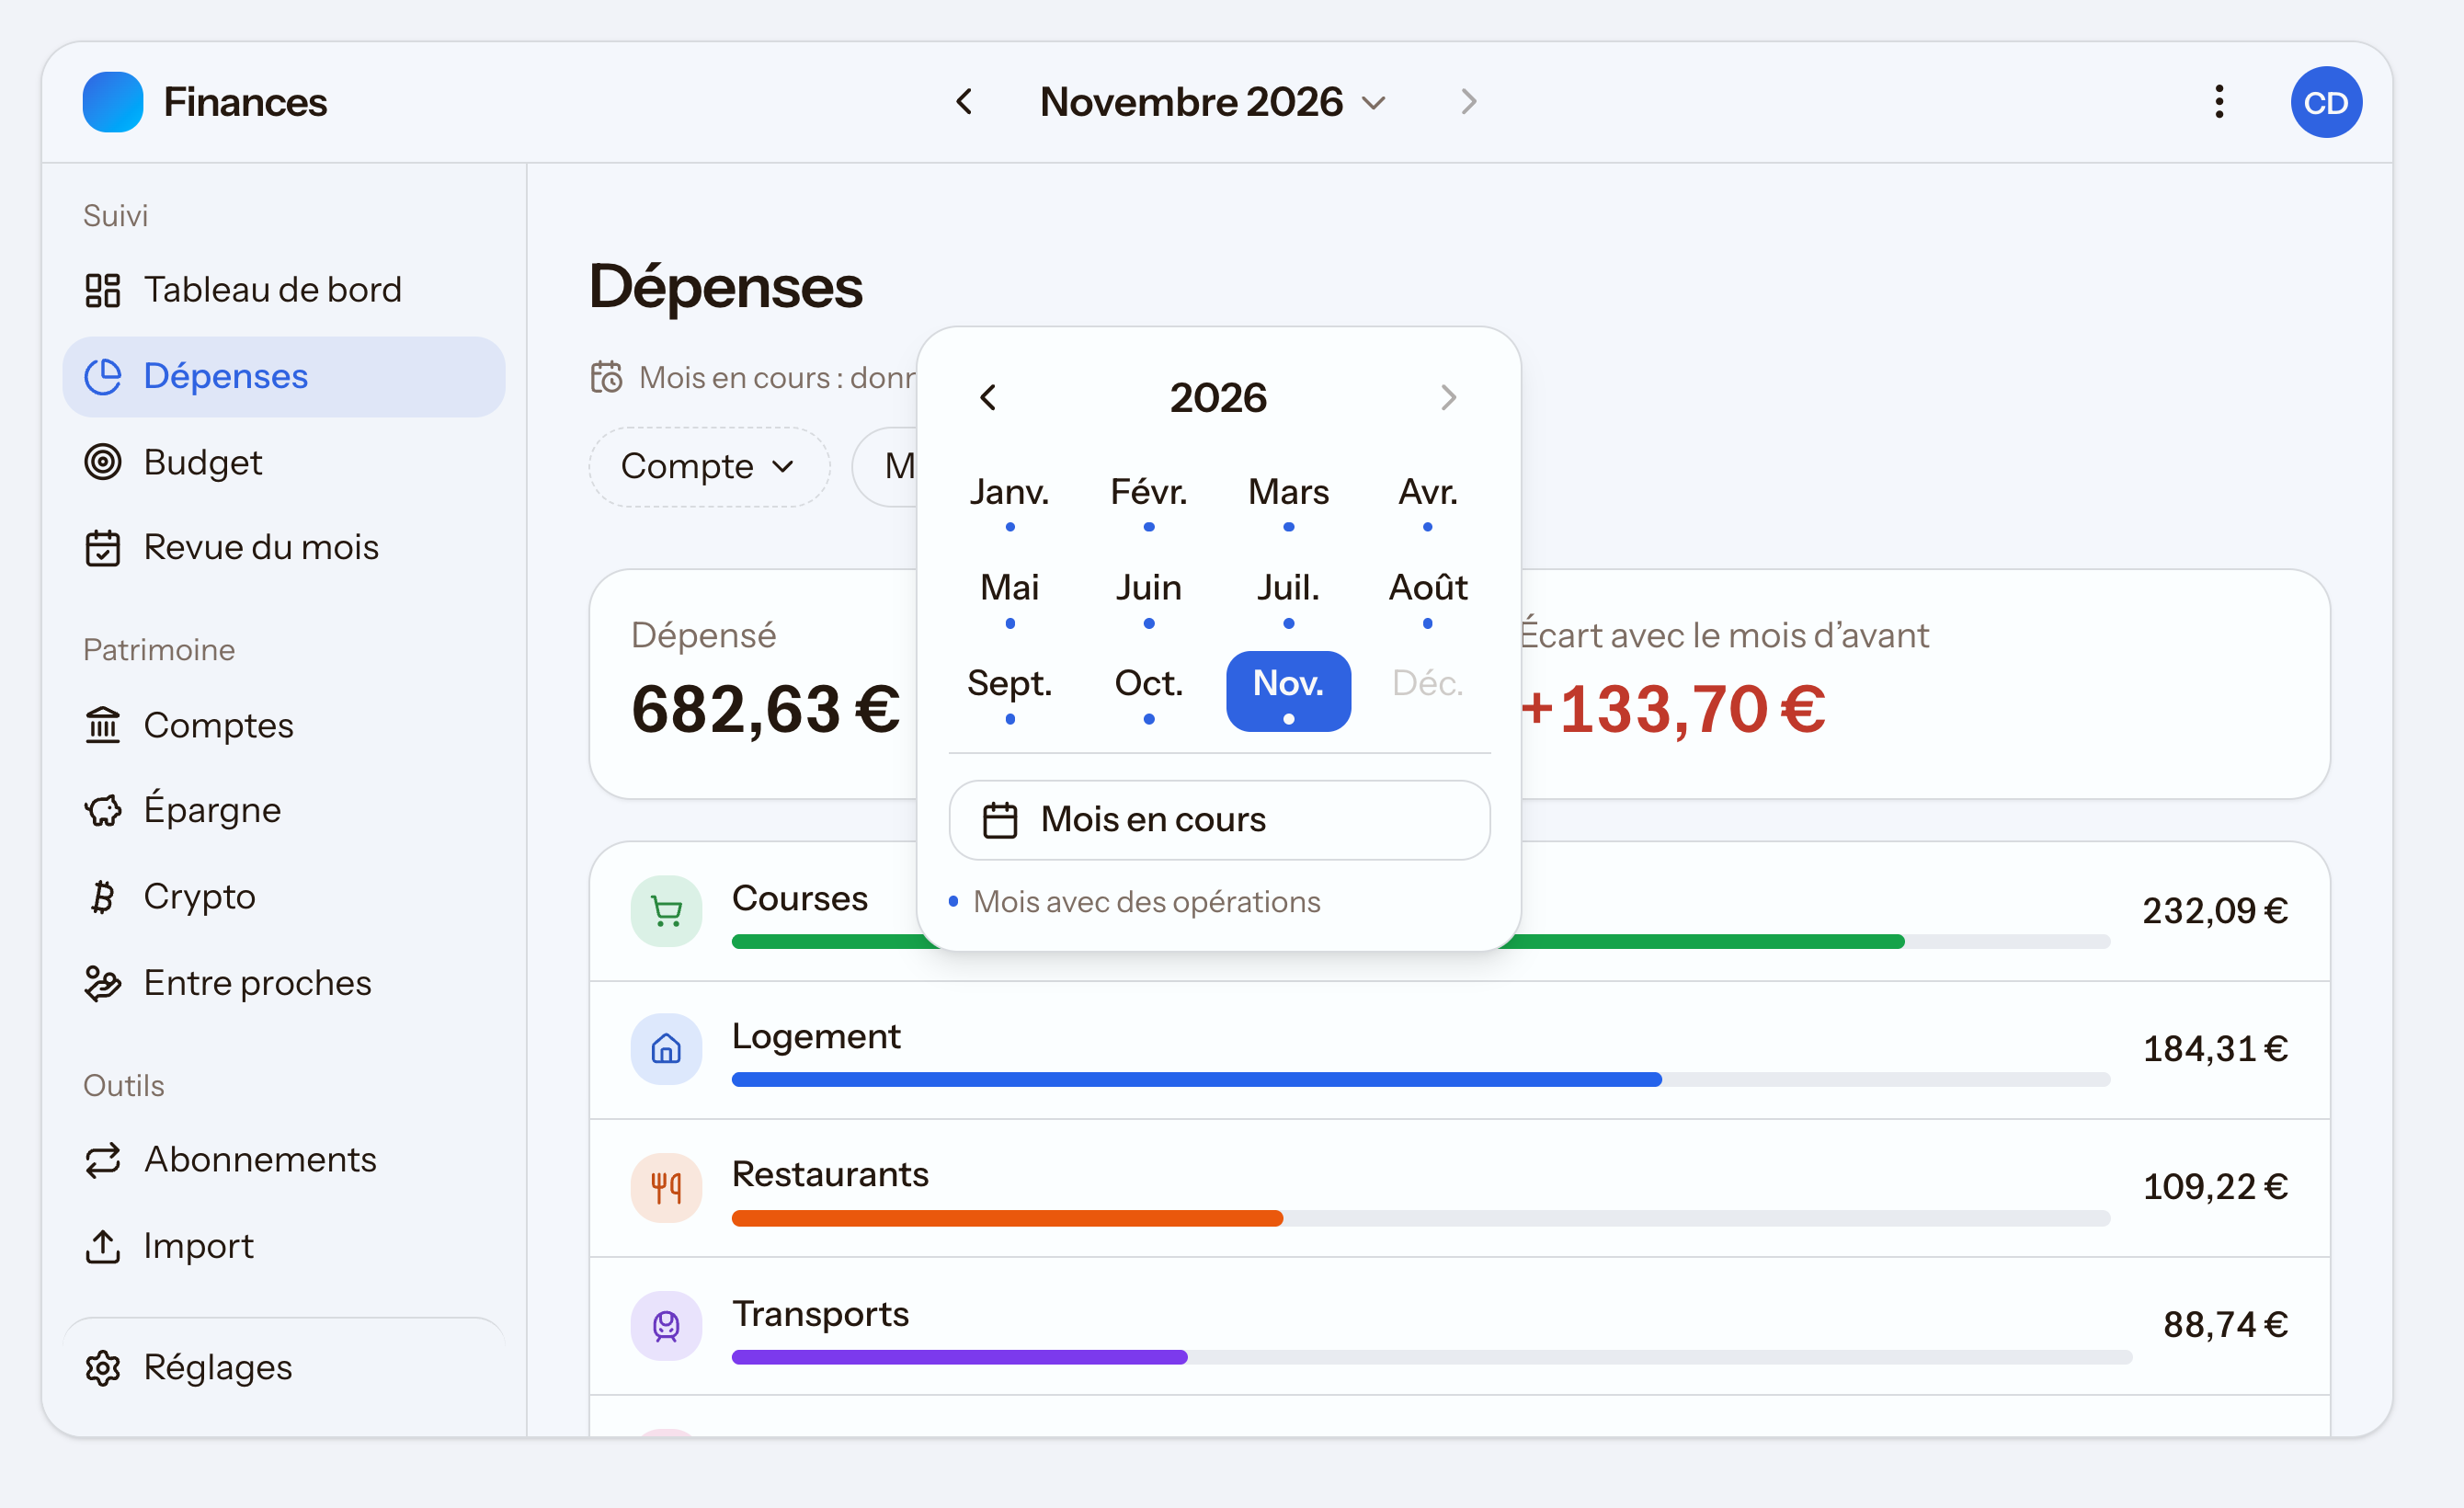 Finances
Novembre 2026
CD
Suivi
Tableau de bord
Dépenses
Budget
Revue du mois
Patrimoine
Comptes
Épargne
Crypto
Entre proches
Outils
Abonnements
Import
Réglages
Dépenses
Mois en cours :
Compte
2026
Janv. Févr. Mars Avr.
Mai Juin Juil. Août
Sept. Oct. Nov. Déc.
Mois en cours
Mois avec des opérations
Dépensé
682,63 €
Écart avec le mois d’avant
+133,70 €
Courses
232,09 €
Logement
184,31 €
Restaurants
109,22 €
Transports
88,74 €